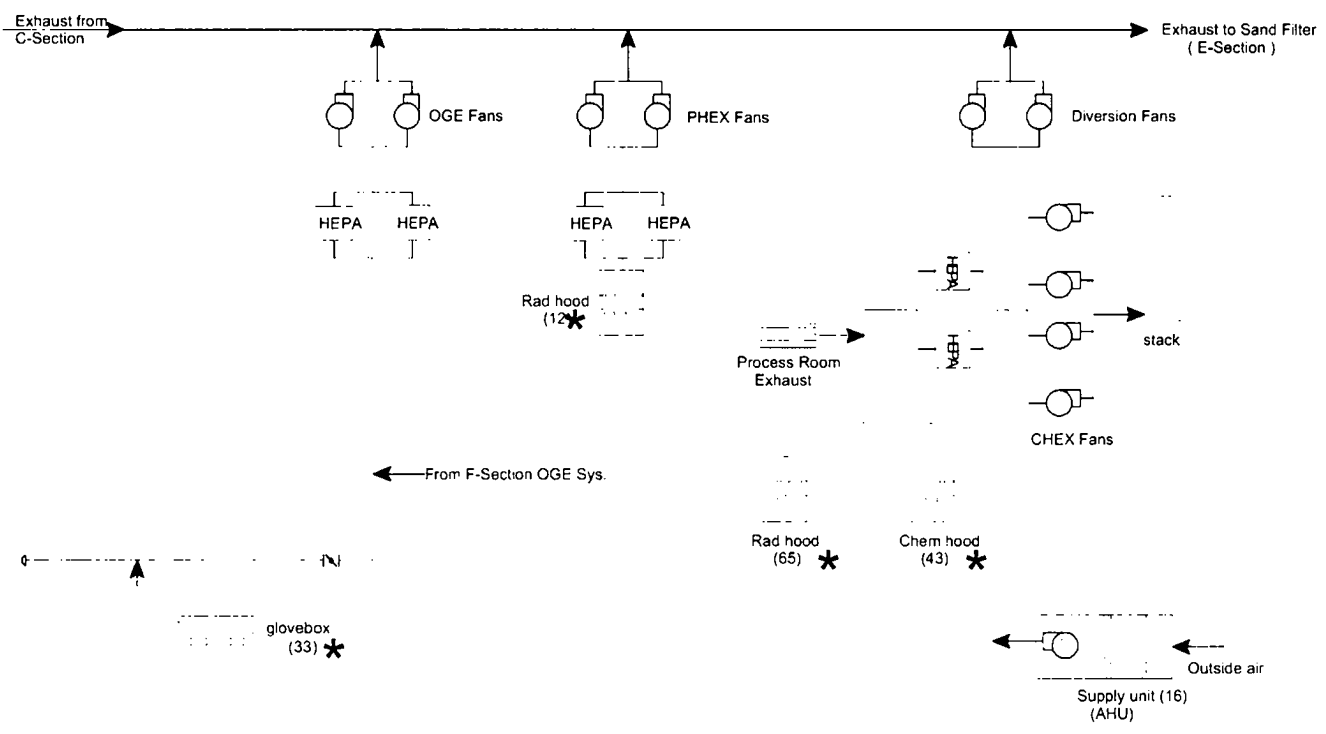 Exhaust from
C-Section
Exhaust to Sand Filter
( E-Section )
OGE Fans
PHEX Fans
Diversion Fans
HEPA
HEPA
HEPA
HEPA
Rad hood
(12
Process Room
Exhaust
stack
CHEX Fans
From F-Section OGE Sys.
Rad hood
(65)
Chem hood
(43)
glovebox
(33)
Outside air
Supply unit (16)
(AHU)